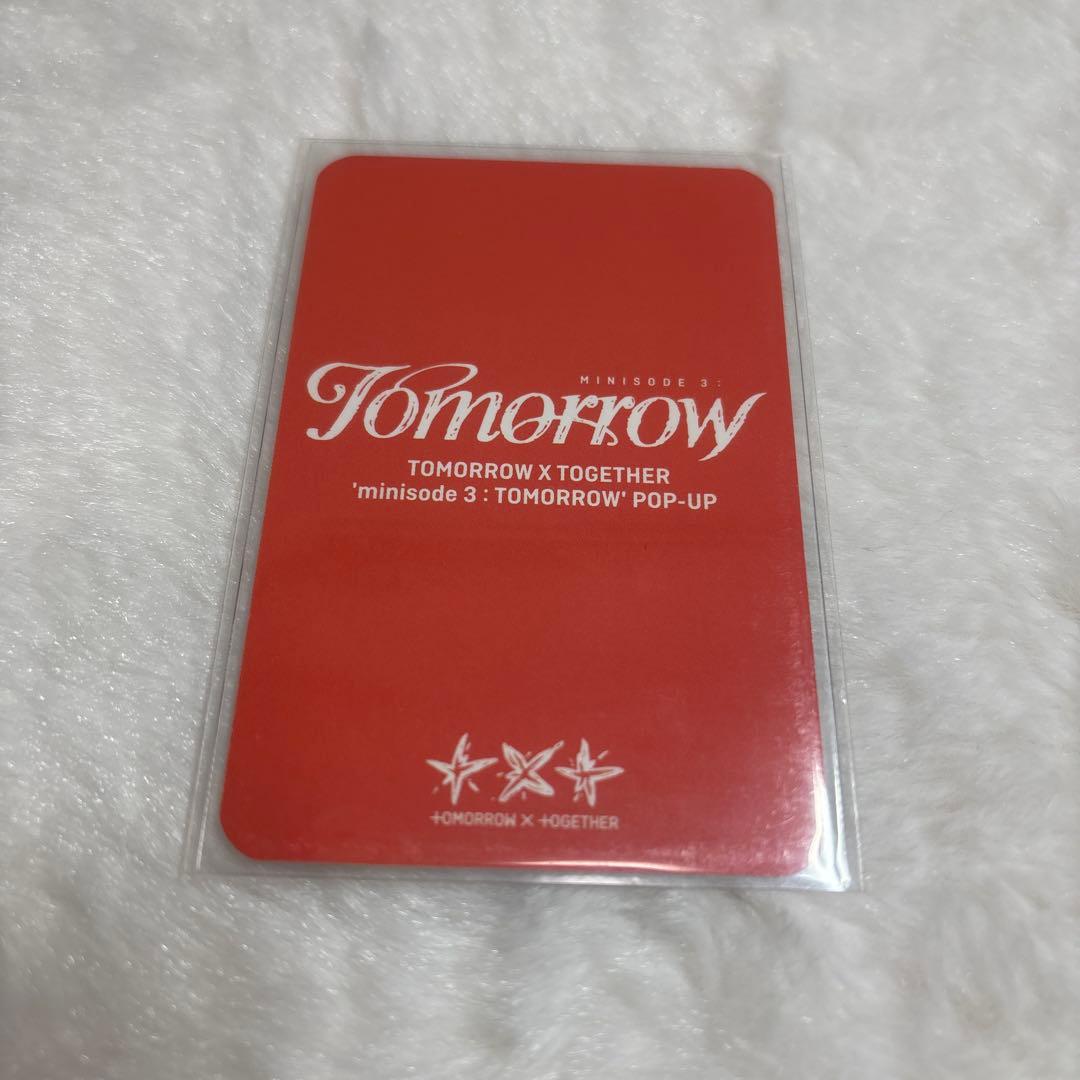 MINISODE 3 :
Tomorrow
TOMORROW X TOGETHER
'minisode 3 : TOMORROW' POP-UP
TOMORROW X TOGETHER